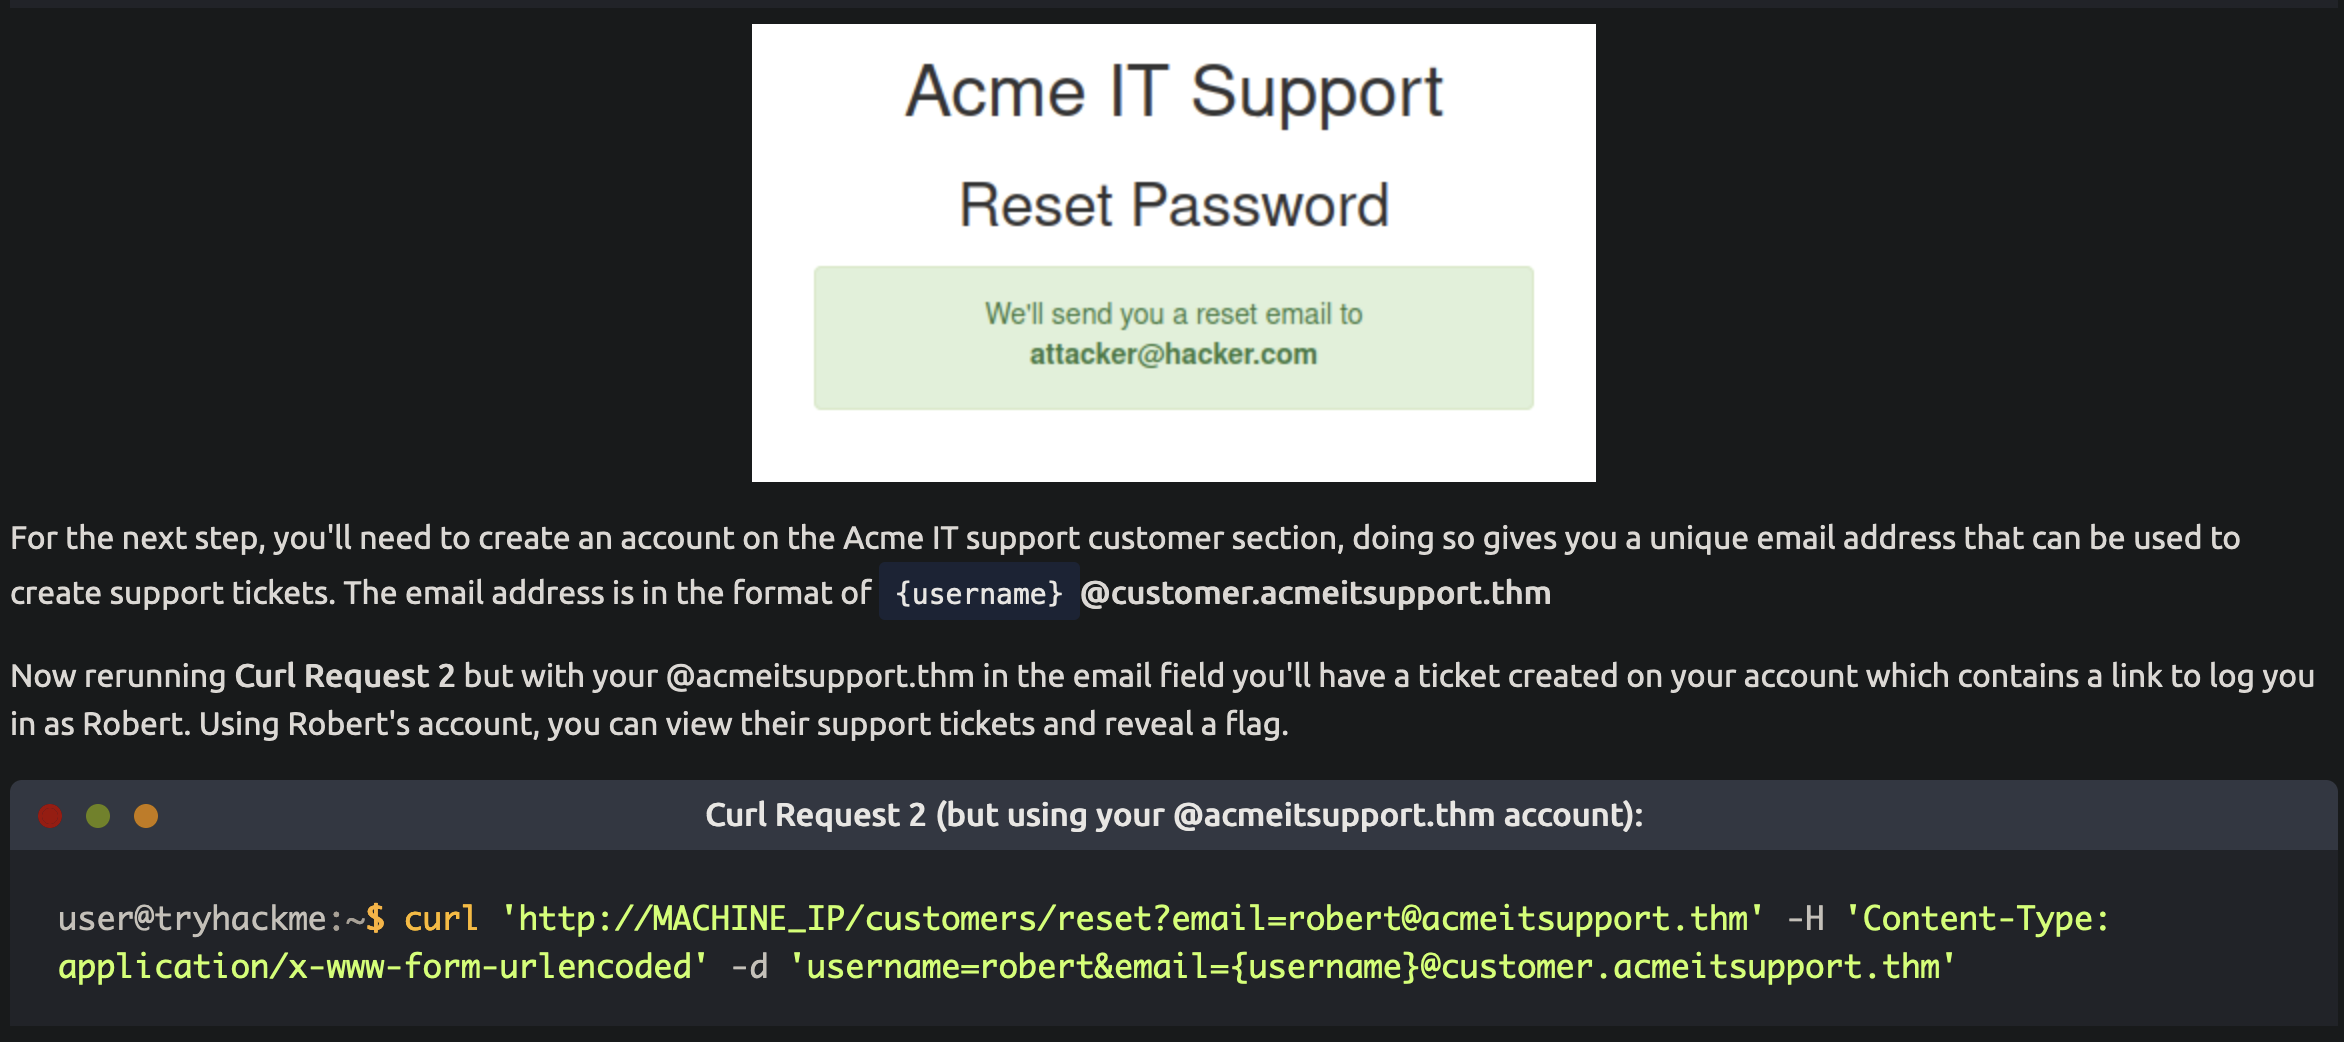 Acme IT Support
Reset Password
We'll send you a reset email to
attacker@hacker.com
For the next step, you'll need to create an account on the Acme IT support customer section, doing so gives you a unique email address that can be used to
create support tickets. The email address is in the format of {username} @customer.acmeitsupport.thm
Now rerunning Curl Request 2 but with your @acmeitsupport.thm in the email field you'll have a ticket created on your account which contains a link to log you
in as Robert. Using Robert's account, you can view their support tickets and reveal a flag.
Curl Request 2 (but using your @acmeitsupport.thm account):
user@tryhackme:~$ curl 'http://MACHINE_IP/customers/reset?email=robert@acmeitsupport.thm' -H 'Content-Type:
application/x-www-form-urlencoded' -d 'username=robert&email={username}@customer.acmeitsupport.thm'